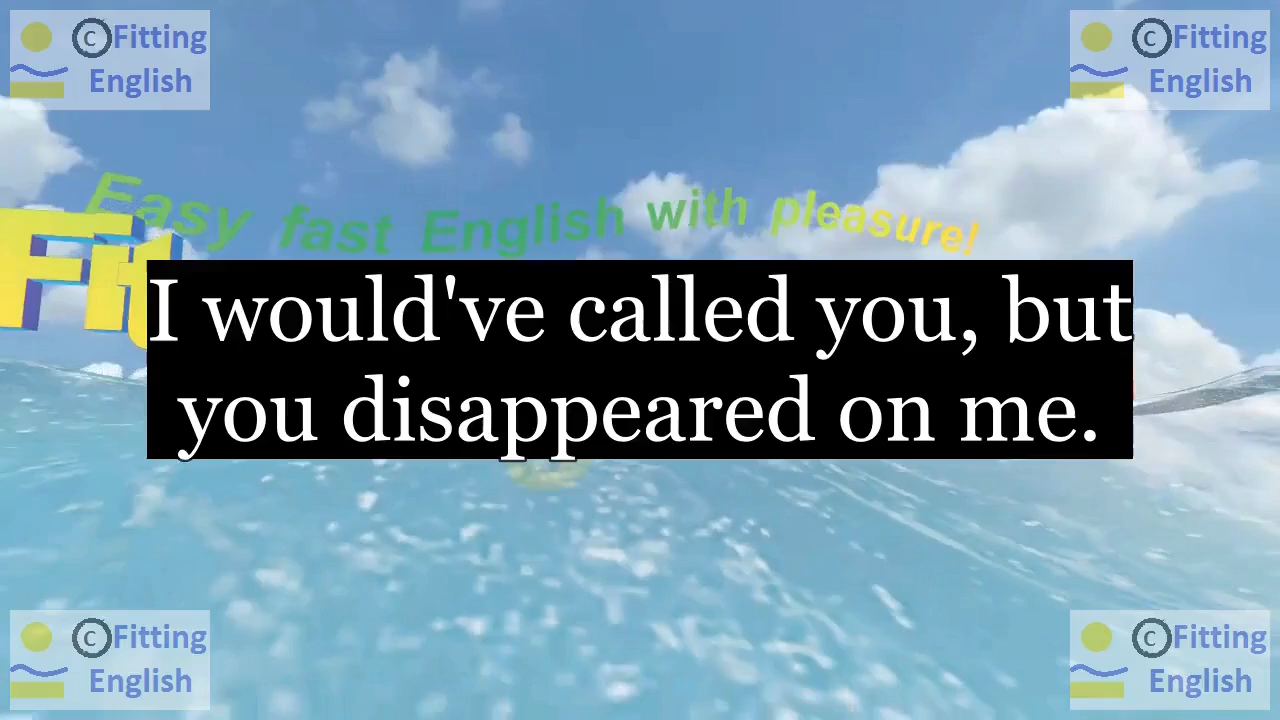 ©Fitting
English
©Fitting
English
Easy fast English with pleasure!
Fit
I would've called you, but
you disappeared on me.
©Fitting
English
©Fitting
English